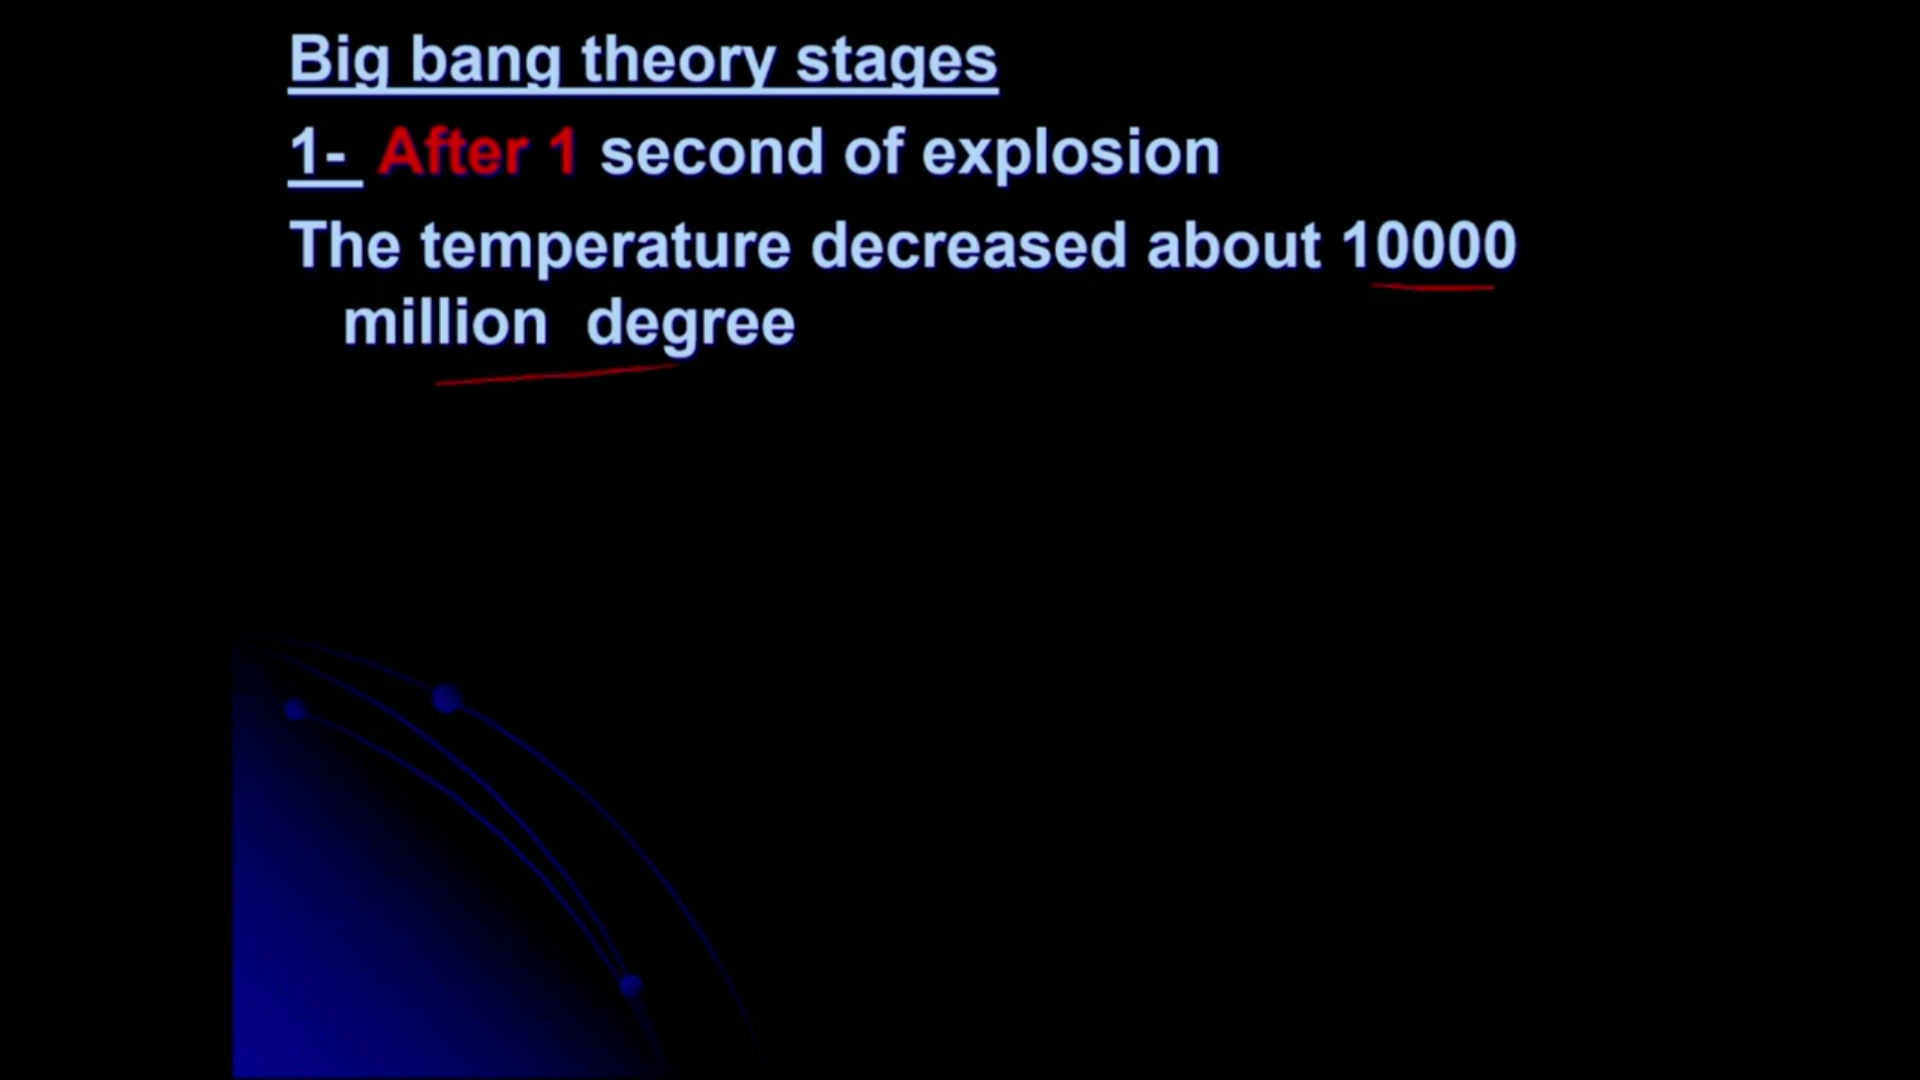 Big bang theory stages
1- After 1 second of explosion
The temperature decreased about 10000
million degree